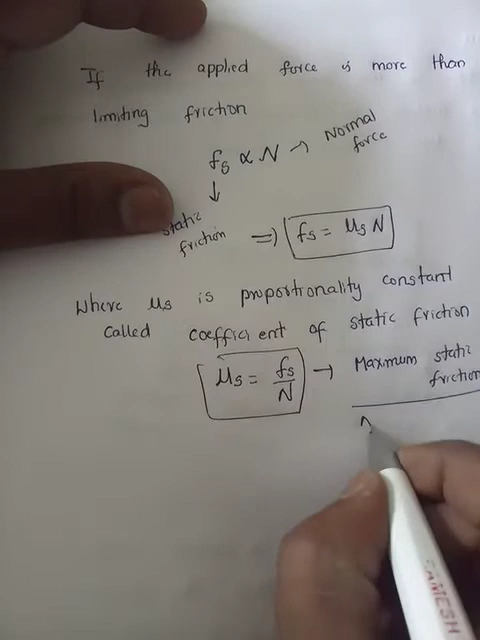 If the applied force is more than
limiting friction
fs ∝ N → Normal force
↓
static friction ⇒ fs = μs N
Where μs is proportionality constant
called coefficient of static friction
μs = fs/N → Maximum static friction
N
RAMESH